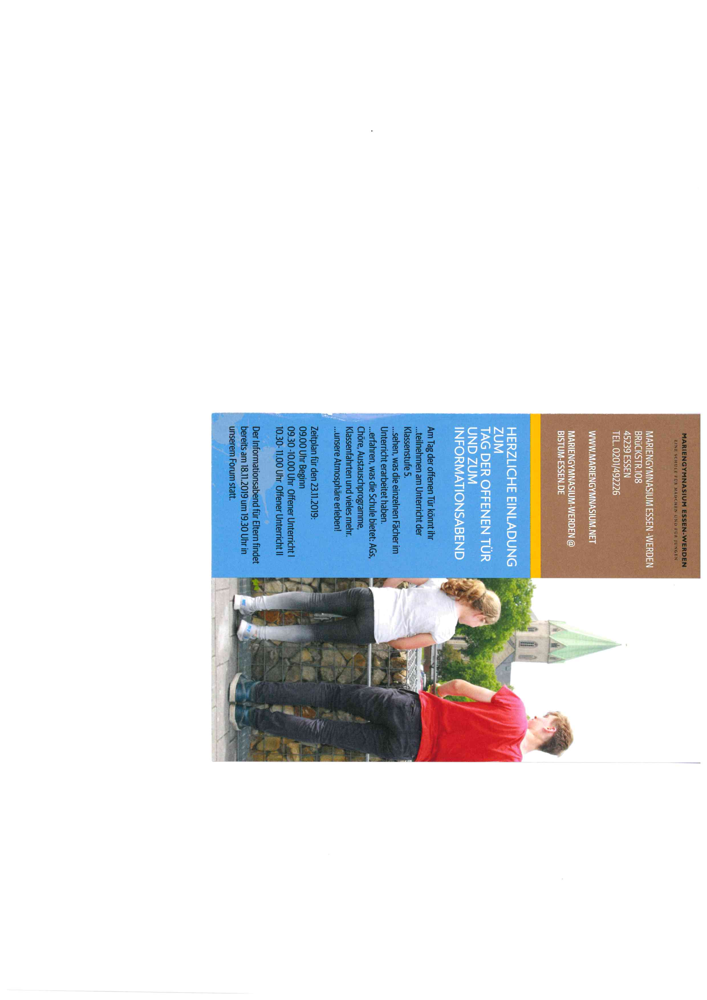 MARIENGYMNASIUM ESSEN-WERDEN
EINE SCHULE FÜR MÄDCHEN UND FÜR JUNGEN
MARIENGYMNASIUM ESSEN -WERDEN
BRüCKSTR.108
45239 ESSEN
TEL. 0201/492226
WWW.MARIENGYMNASIUM.NET
MARIENGYMNASIUM-WERDEN @
BISTUM-ESSEN.DE
HERZLICHE EINLADUNG
ZUM
TAG DER OFFENEN TÜR
UND ZUM
INFORMATIONSABEND
Am Tag der offenen Tür könnt ihr
...teilnehmen am Unterricht der
Klassenstufe 5.
...sehen, was die einzelnen Fächer im
Unterricht erarbeitet haben.
...erfahren, was die Schule bietet: AGs,
Chöre, Austauschprogramme,
Klassenfahrten und vieles mehr.
...unsere Atmosphäre erleben!
Zeitplan für den 23.11.2019:
09.00 Uhr Beginn
09.30 -10.00 Uhr Offener Unterricht I
10.30- 11.00 Uhr Offener Unterricht II
Der Informationsabend für Eltern findet
bereits am 18.11.2019 um 19.30 Uhr in
unserem Forum statt.